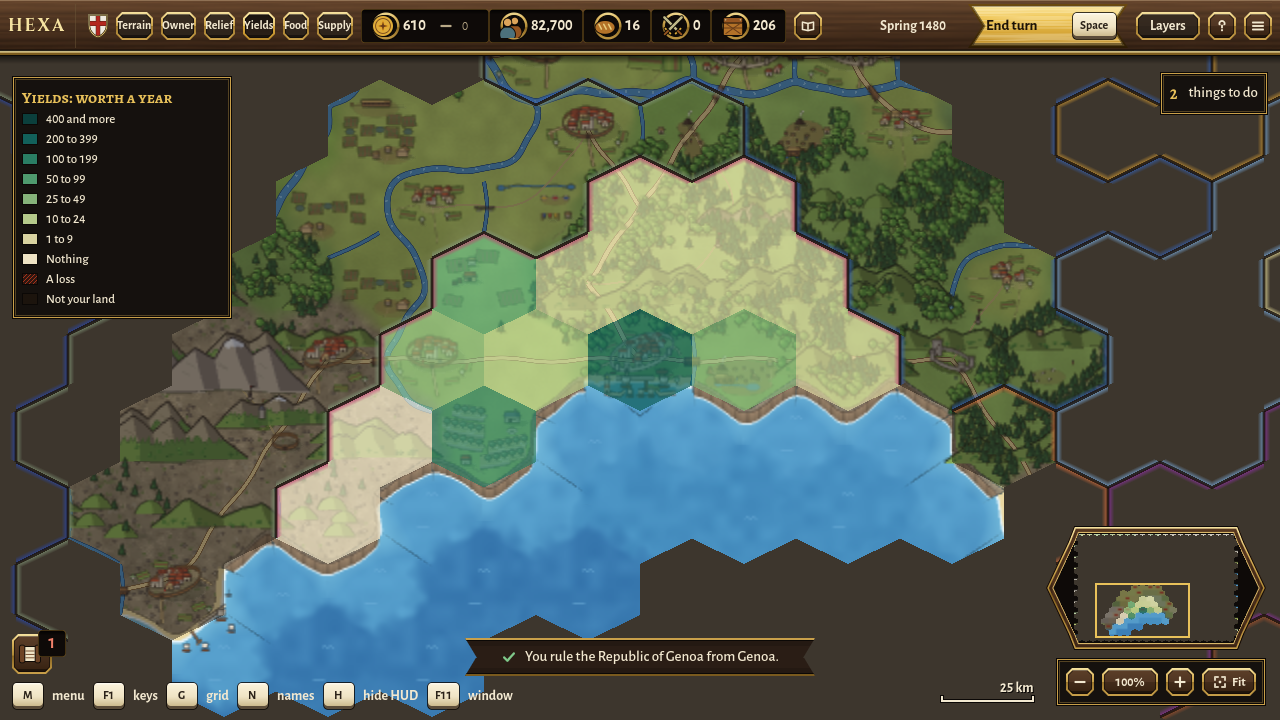 HEXA
Terrain
Owner
Relief
Yields
Food
Supply
610 — 0
82,700
16
0
206
Spring 1480
End turn
Space
Layers
?
YIELDS: WORTH A YEAR
400 and more
200 to 399
100 to 199
50 to 99
25 to 49
10 to 24
1 to 9
Nothing
A loss
Not your land
2 things to do
1
You rule the Republic of Genoa from Genoa.
M menu F1 keys G grid N names H hide HUD F11 window
25 km
100%
Fit